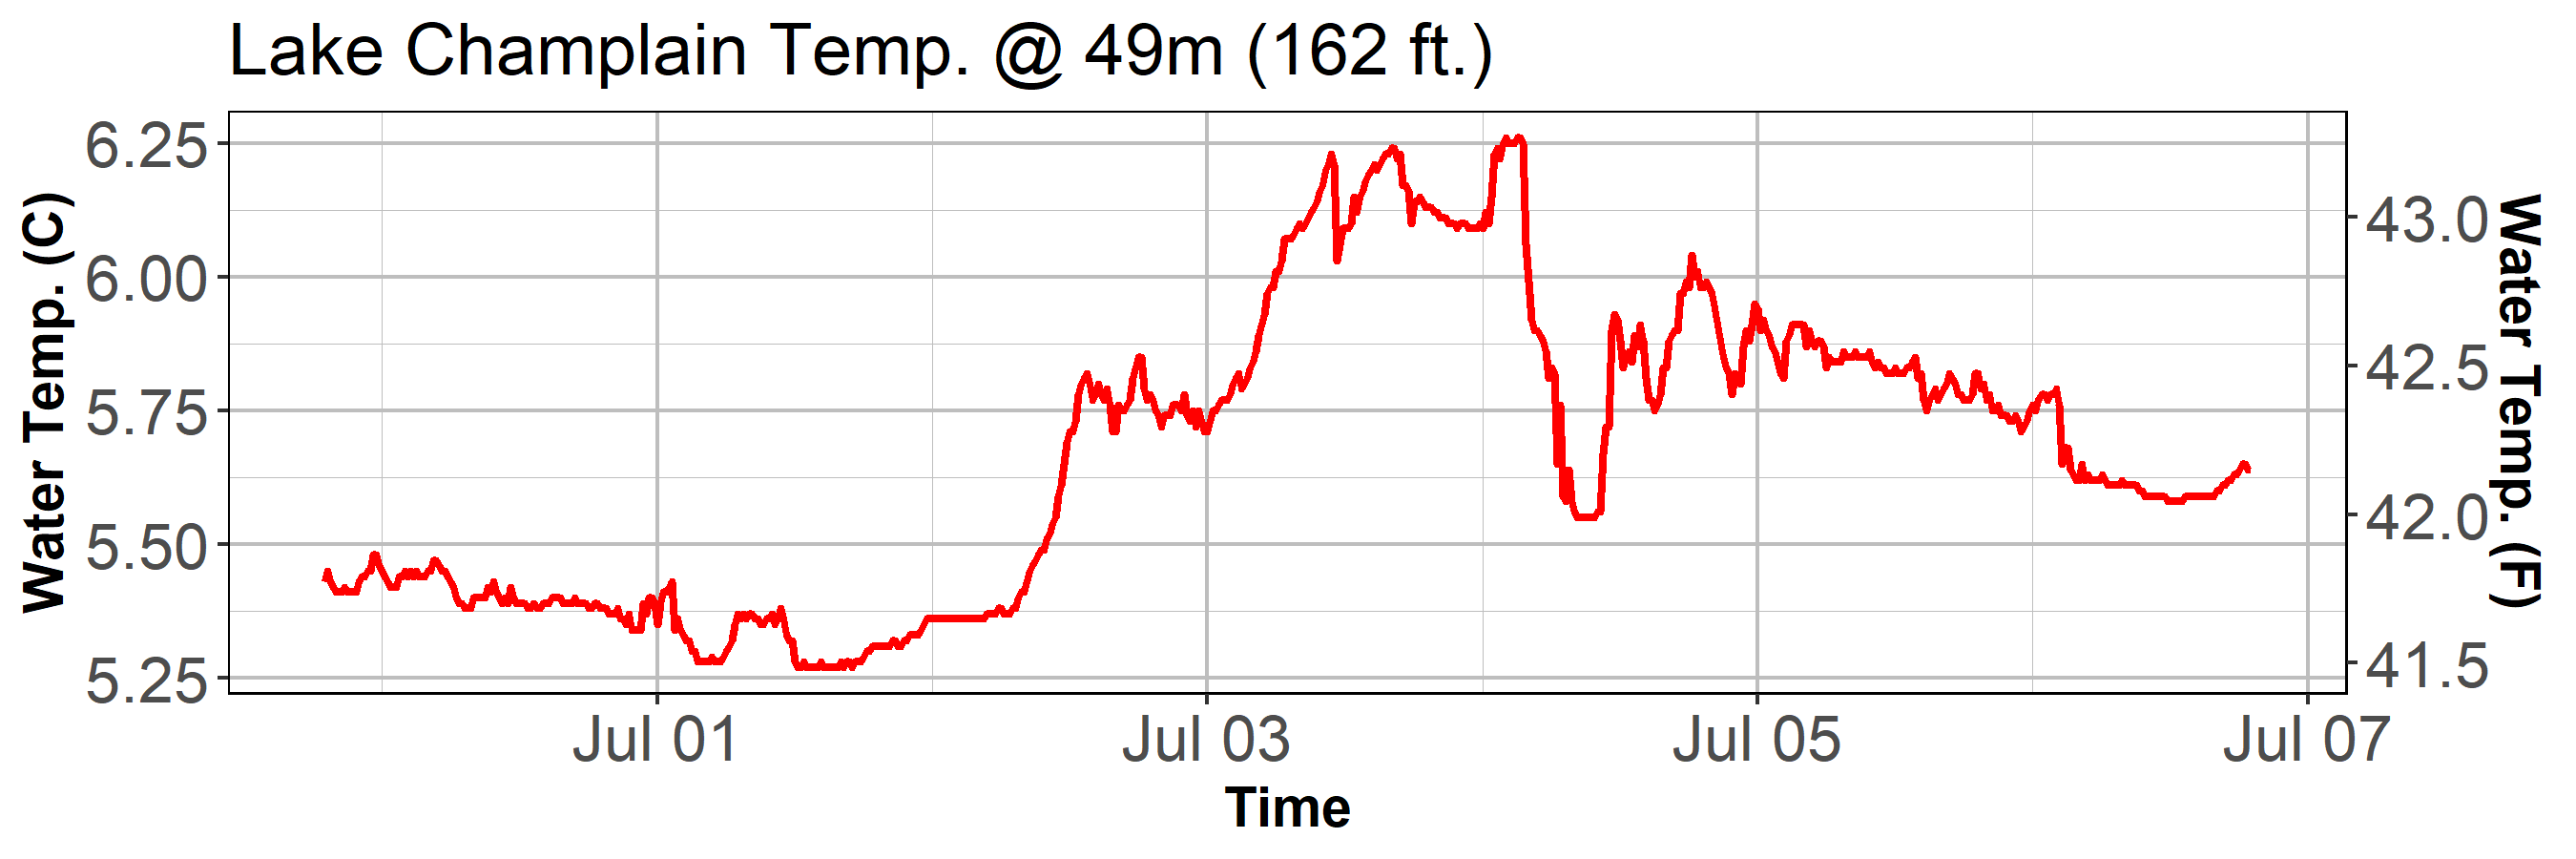 Lake Champlain Temp. @ 49m (162 ft.)
Water Temp. (C)
6.25
6.00
5.75
5.50
5.25
43.0
42.5
42.0
41.5
Water Temp. (F)
Jul 01
Jul 03
Jul 05
Jul 07
Time